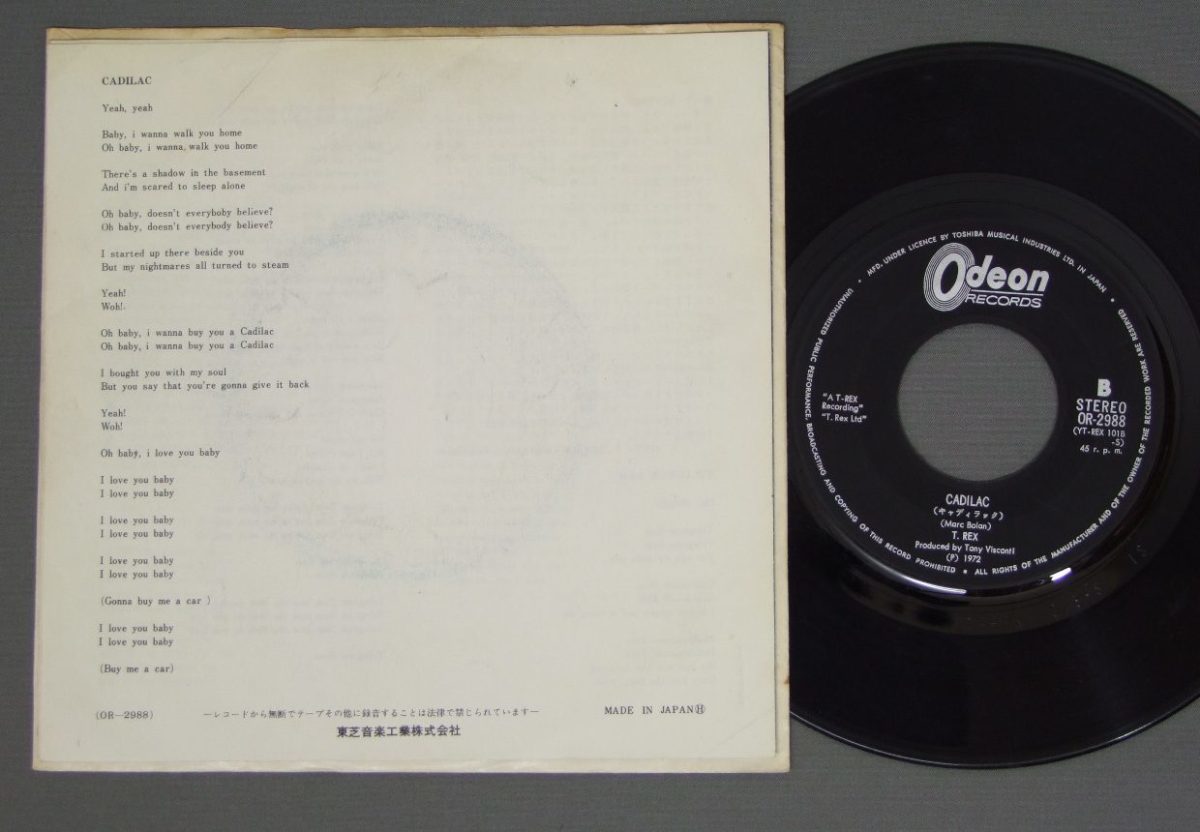 CADILAC
Yeah, yeah
Baby, i wanna walk you home
Oh baby, i wanna walk you home
There's a shadow in the basement
And i'm scared to sleep alone
Oh baby, doesn't everyboby believe?
Oh baby, doesn't everybody believe?
I started up there beside you
But my nightmares all turned to steam
Yeah!
Woh!
Oh baby, i wanna buy you a Cadilac
Oh baby, i wanna buy you a Cadilac
I bought you with my soul
But you say that you're gonna give it back
Yeah!
Woh!
Oh baby, i love you baby
I love you baby
I love you baby
I love you baby
I love you baby
I love you baby
I love you baby
(Gonna buy me a car )
I love you baby
I love you baby
(Buy me a car)
(OR—2988)
—レコードから無断でテープその他に録音することは法律で禁じられています—
MADE IN JAPANⒽ
東芝音楽工業株式会社
MFD. UNDER LICENCE BY TOSHIBA MUSICAL INDUSTRIES LTD. IN JAPAN
Odeon
RECORDS
"A T-REX
Recording"
"T. Rex Ltd"
B
STEREO
OR-2988
(YT-REX 101B
-S)
45 r. p. m.
CADILAC
(キャディラック)
(Marc Bolan)
T. REX
Produced by Tony Visconti
(P) 1972
UNAUTHORIZED PUBLIC PERFORMANCE, BROADCASTING AND COPYING OF THIS RECORD PROHIBITED • ALL RIGHTS OF THE MANUFACTURER AND OF THE OWNER OF THE RECORDED WORK ARE RESERVED